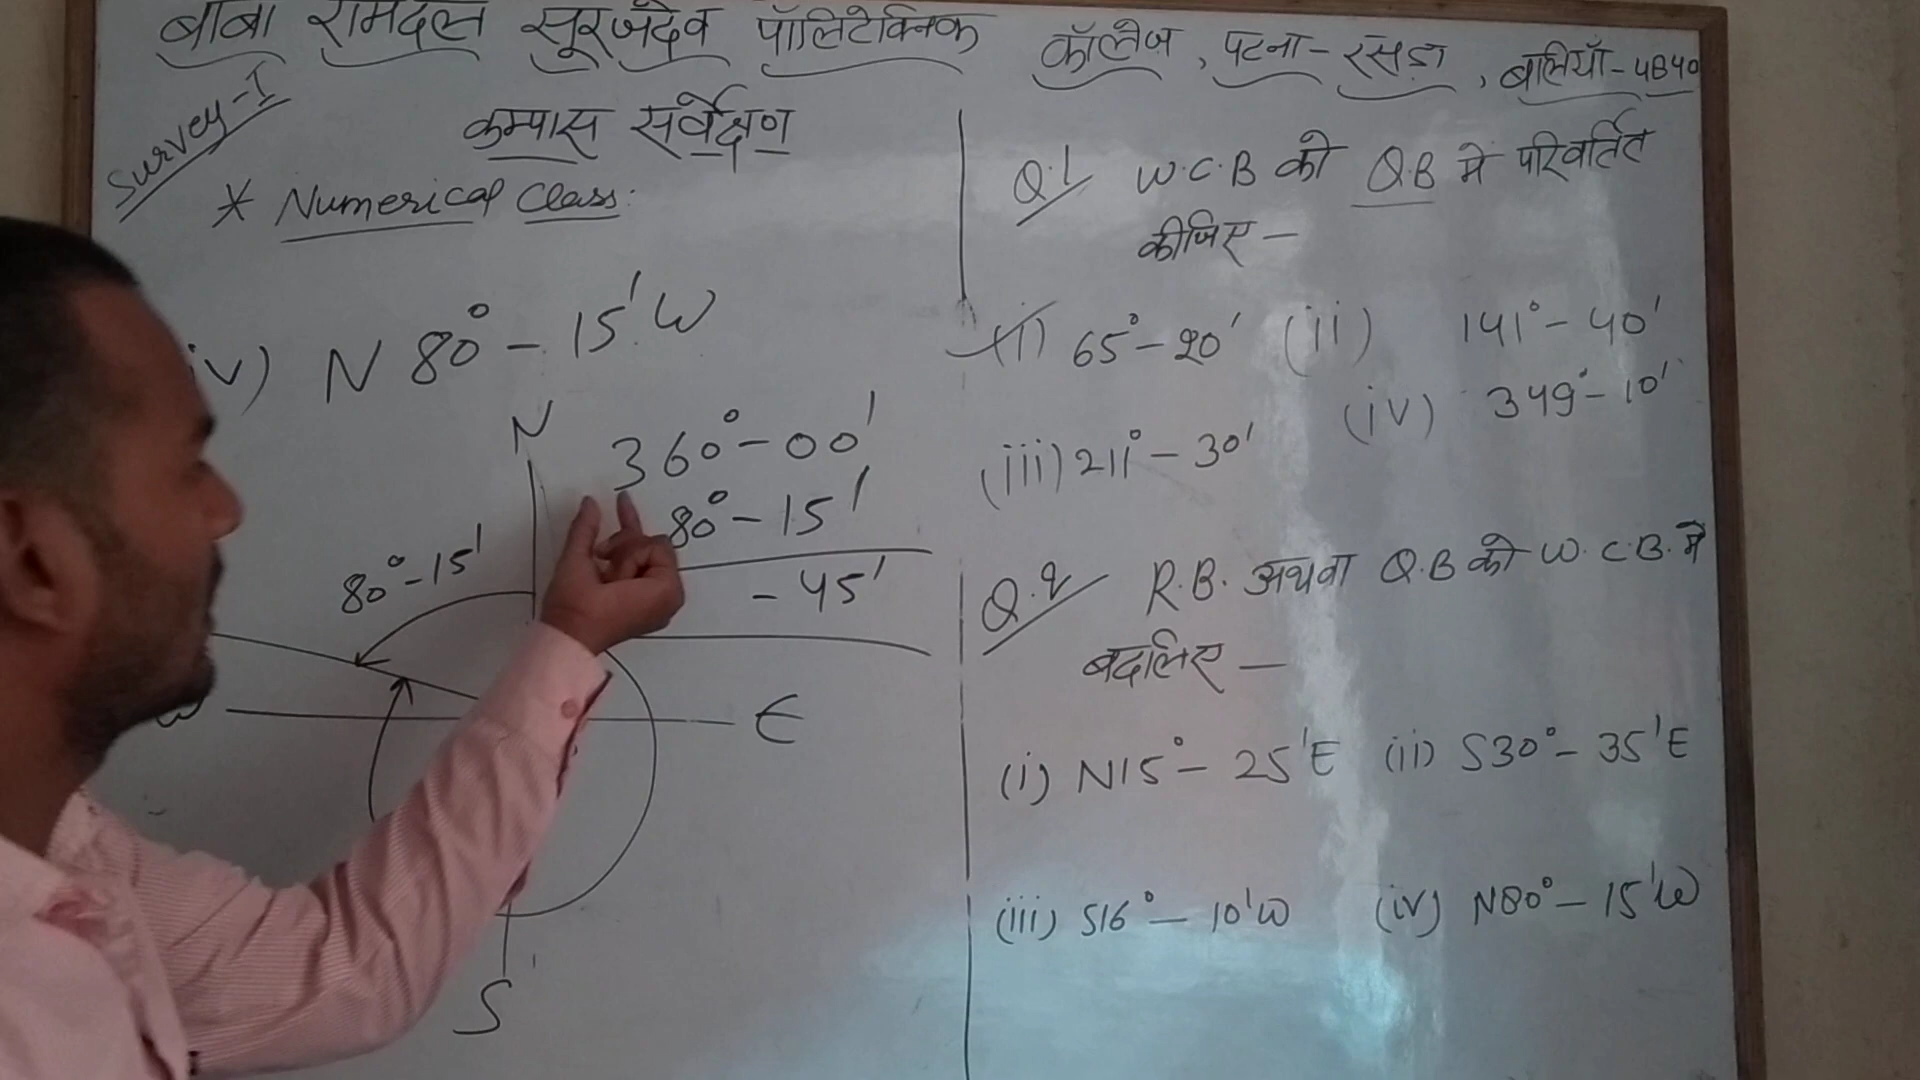 बाबा रामदल सूरजदेव पॉलिटेक्निक कॉलेज, पटना-रसड़ा, बलियाँ-UBYO
Survey-I
कम्पास सर्वेक्षण
* Numerical Class:
iv) N 80°-15'W
N
360°-00'
80°-15'
-45'
80°-15'
W
E
S
Q.1 W.C.B को Q.B मे परिवर्तित
कीजिए -
(i) 65°-20' (ii) 141°-40'
(iii) 211°-30' (iv) 349°-10'
Q.2 R.B. अथवा Q.B को W.C.B. मे
बदलिए -
(i) N15°-25'E (ii) S30°-35'E
(iii) S16°-10'W (iv) N80°-15'W